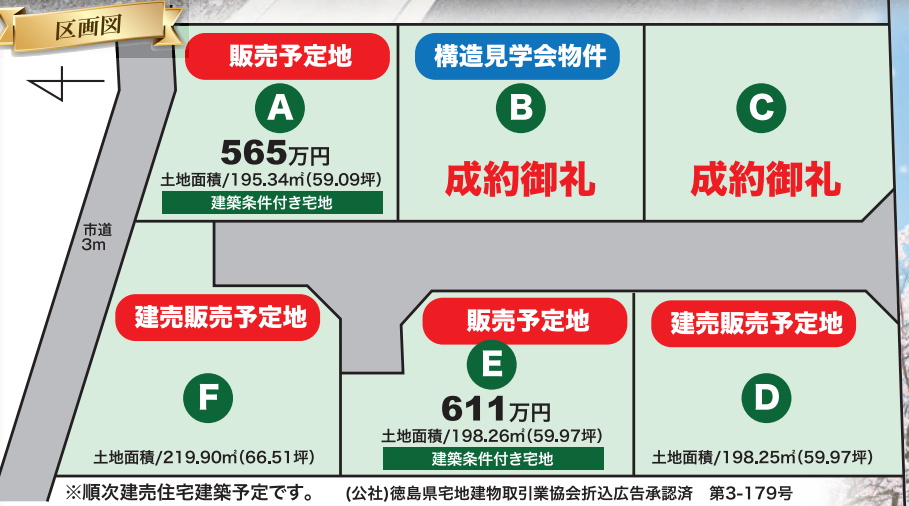 区画図
販売予定地
A
565万円
土地面積/195.34㎡(59.09坪)
建築条件付き宅地
構造見学会物件
B
成約御礼
C
成約御礼
市道
3m
建売販売予定地
F
土地面積/219.90㎡(66.51坪)
販売予定地
E
611万円
土地面積/198.26㎡(59.97坪)
建築条件付き宅地
建売販売予定地
D
土地面積/198.25㎡(59.97坪)
※順次建売住宅建築予定です。 (公社)徳島県宅地建物取引業協会折込広告承認済 第3-179号